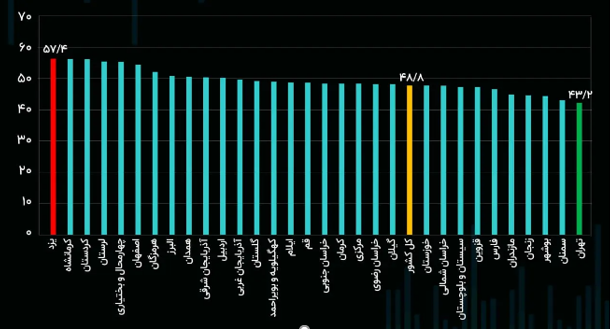 ۷۰
۶۰
۵۰
۴۰
۳۰
۲۰
۱۰
۰
۵۷/۴
۴۸/۸
۴۳/۲
یزد
کرمانشاه
کردستان
لرستان
چهارمحال و بختیاری
اصفهان
هرمزگان
البرز
همدان
آذربایجان شرقی
اردبیل
آذربایجان غربی
گلستان
کهگیلویه و بویراحمد
ایلام
قم
خراسان جنوبی
کرمان
مرکزی
خراسان رضوی
گیلان
کل کشور
خوزستان
خراسان شمالی
سیستان و بلوچستان
قزوین
فارس
مازندران
زنجان
بوشهر
سمنان
تهران